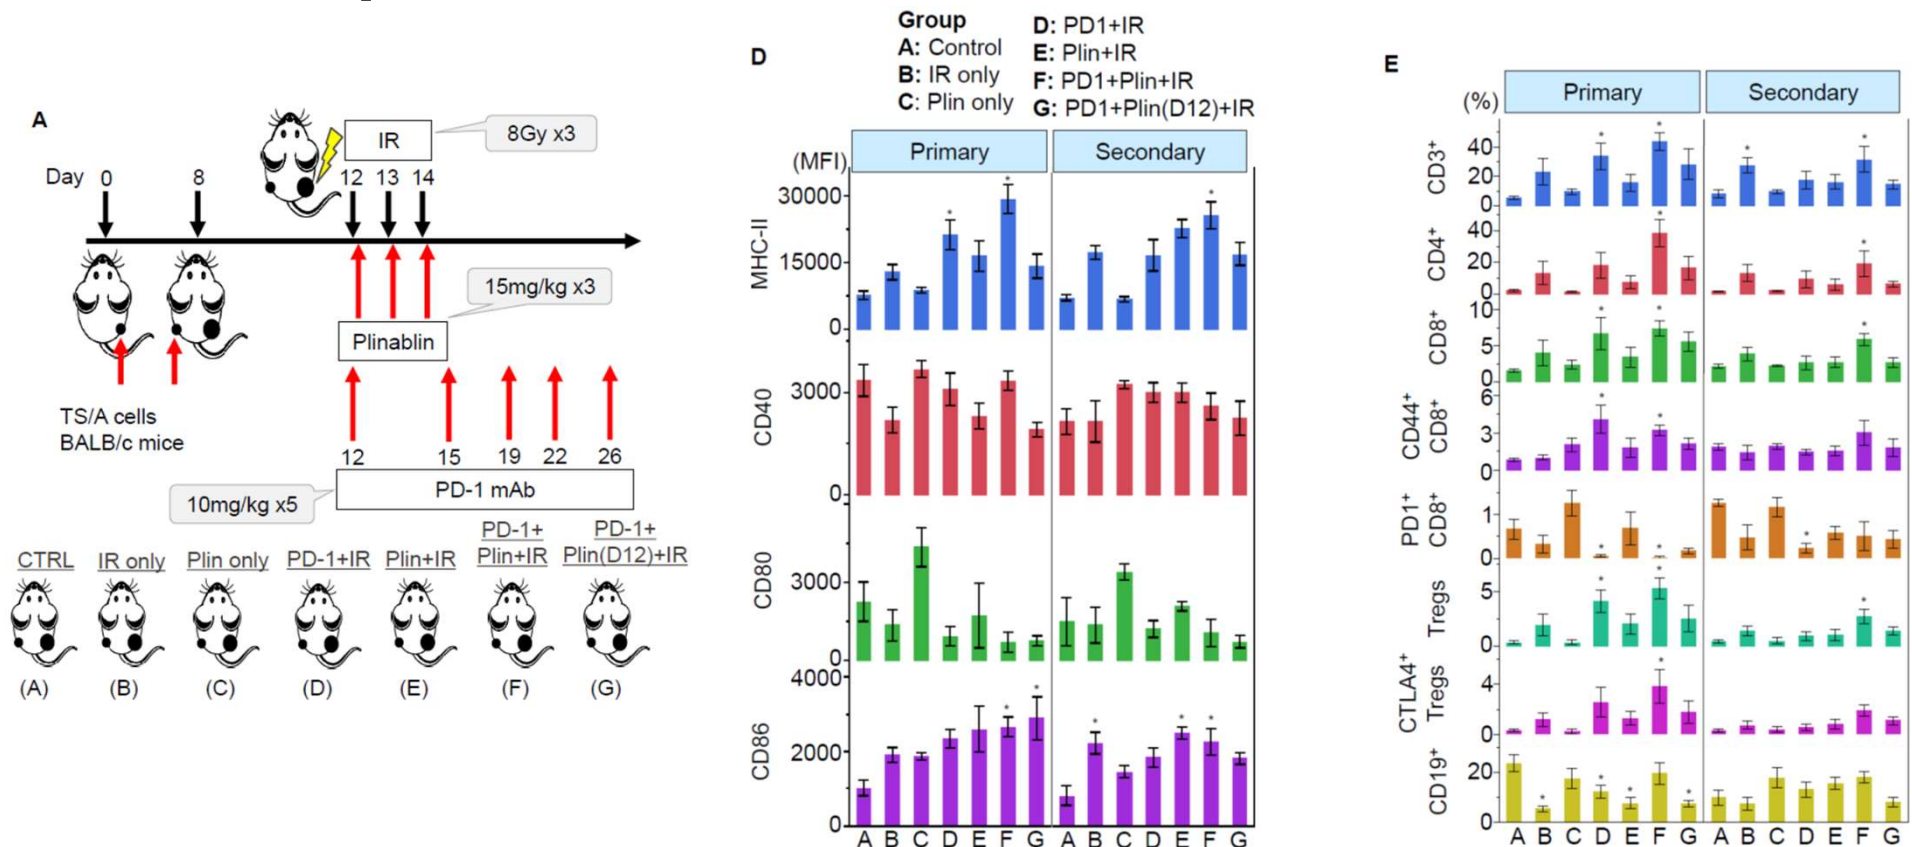 A
IR
8Gy x3
Day 0 8 12 13 14
15mg/kg x3
Plinablin
TS/A cells
BALB/c mice
12 15 19 22 26
PD-1 mAb
10mg/kg x5
CTRL
IR only
Plin only
PD-1+IR
Plin+IR
PD-1+
Plin+IR
PD-1+
Plin(D12)+IR
(A) (B) (C) (D) (E) (F) (G)
D
Group
A: Control
B: IR only
C: Plin only
D: PD1+IR
E: Plin+IR
F: PD1+Plin+IR
G: PD1+Plin(D12)+IR
(MFI)
Primary
Secondary
MHC-II
30000
15000
0
* * *
CD40
3000
0
CD80
3000
0
CD86
4000
2000
0
* * * * *
A B C D E F G A B C D E F G
E
(%)
Primary
Secondary
CD3+
40
20
0
* * * *
CD4+
40
20
0
* *
CD8+
10
5
0
* * *
CD44+
CD8+
6
3
0
* *
PD1+
CD8+
1
0
* * *
Tregs
5
0
* * *
CTLA4+
Tregs
4
0
*
CD19+
20
0
* * * *
A B C D E F G A B C D E F G